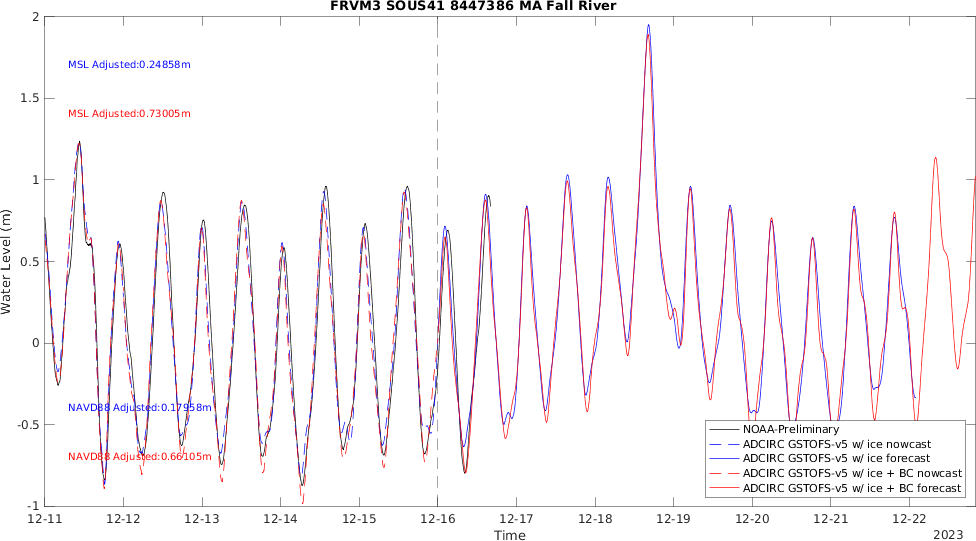 FRVM3 SOUS41 8447386 MA Fall River
Water Level (m)
2
1.5
1
0.5
0
-0.5
-1
MSL Adjusted:0.24858m
MSL Adjusted:0.73005m
NAVD88 Adjusted:0.17958m
NAVD88 Adjusted:0.66105m
NOAA-Preliminary
ADCIRC GSTOFS-v5 w/ ice nowcast
ADCIRC GSTOFS-v5 w/ ice forecast
ADCIRC GSTOFS-v5 w/ ice + BC nowcast
ADCIRC GSTOFS-v5 w/ ice + BC forecast
12-11 12-12 12-13 12-14 12-15 12-16 12-17 12-18 12-19 12-20 12-21 12-22
Time
2023